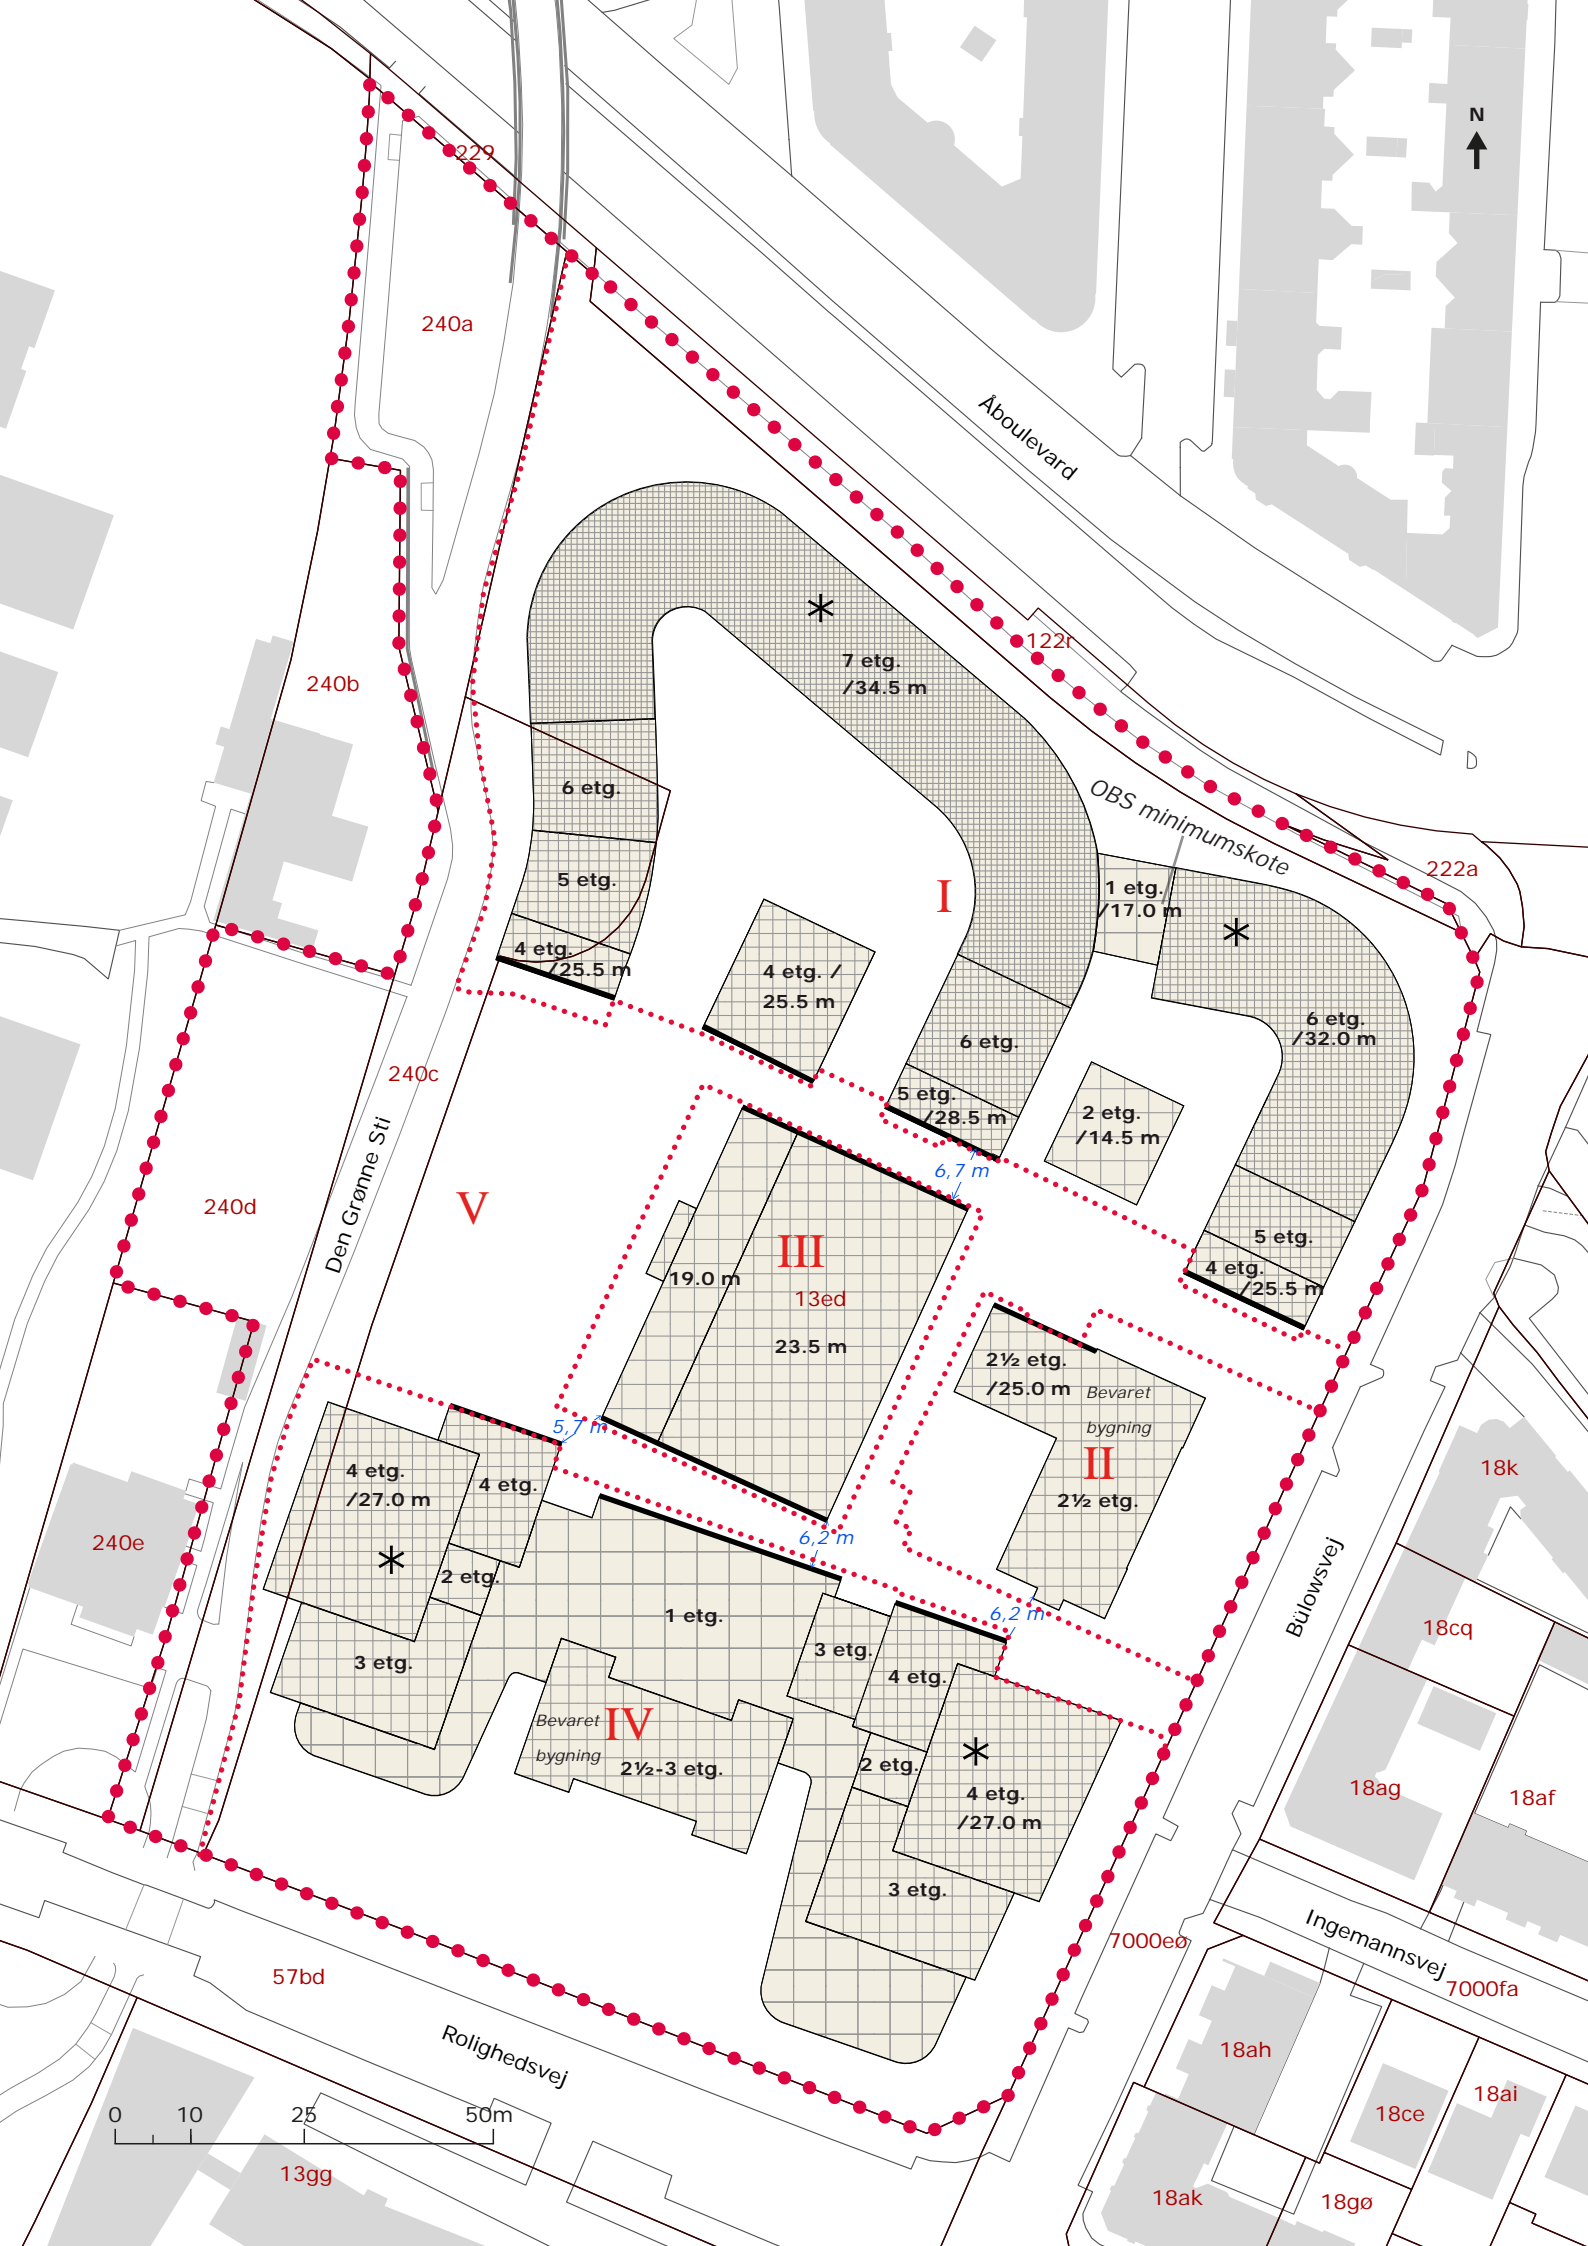 N
229
240a
Åboulevard
7 etg.
/34.5 m
122r
240b
6 etg.
OBS minimumskote
5 etg.
I
1 etg.
/17.0 m
222a
4 etg.
/25.5 m
4 etg. /
25.5 m
6 etg.
/32.0 m
6 etg.
240c
5 etg.
/28.5 m
2 etg.
/14.5 m
6,7 m
Den Grønne Sti
240d
V
III
5 etg.
4 etg.
/25.5 m
19.0 m
13ed
23.5 m
2½ etg.
/25.0 m
Bevaret
bygning
5,7 m
II
4 etg.
/27.0 m
4 etg.
2½ etg.
18k
240e
6,2 m
2 etg.
1 etg.
6,2 m
Bülowsvej
18cq
3 etg.
3 etg.
4 etg.
Bevaret
bygning
IV
2½-3 etg.
2 etg.
4 etg.
/27.0 m
18ag
18af
3 etg.
7000eø
Ingemannsvej
7000fa
57bd
Rolighedsvej
18ah
18ai
18ce
0 10 25 50m
13gg
18ak
18gø